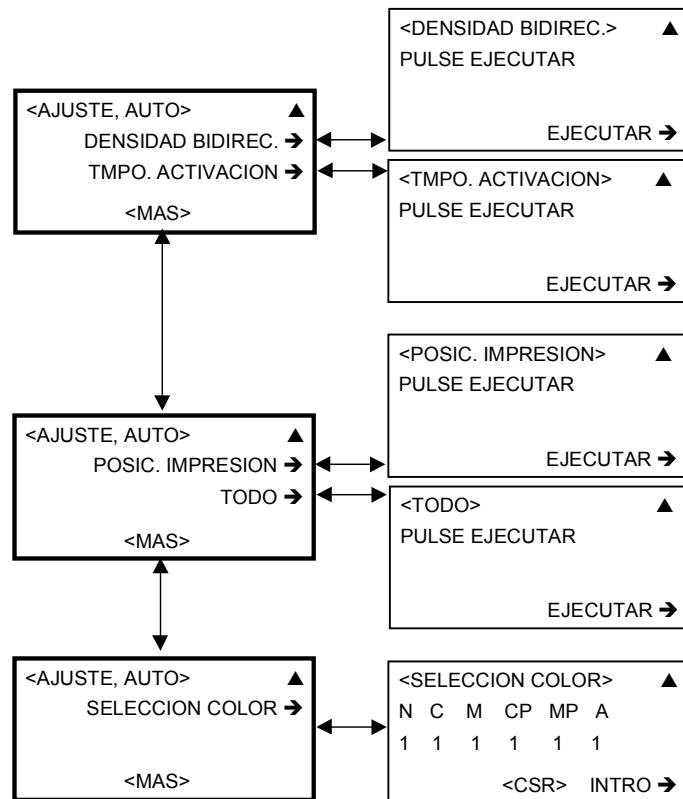 <DENSIDAD BIDIREC.> ▲
PULSE EJECUTAR
EJECUTAR ➔
<AJUSTE, AUTO> ▲
DENSIDAD BIDIREC. ➔
TMPO. ACTIVACION ➔
<MAS>
<TMPO. ACTIVACION> ▲
PULSE EJECUTAR
EJECUTAR ➔
<POSIC. IMPRESION> ▲
PULSE EJECUTAR
EJECUTAR ➔
<AJUSTE, AUTO> ▲
POSIC. IMPRESION ➔
TODO ➔
<MAS>
<TODO> ▲
PULSE EJECUTAR
EJECUTAR ➔
<AJUSTE, AUTO> ▲
SELECCION COLOR ➔
<MAS>
<SELECCION COLOR> ▲
N C M CP MP A
1 1 1 1 1 1
<CSR> INTRO ➔